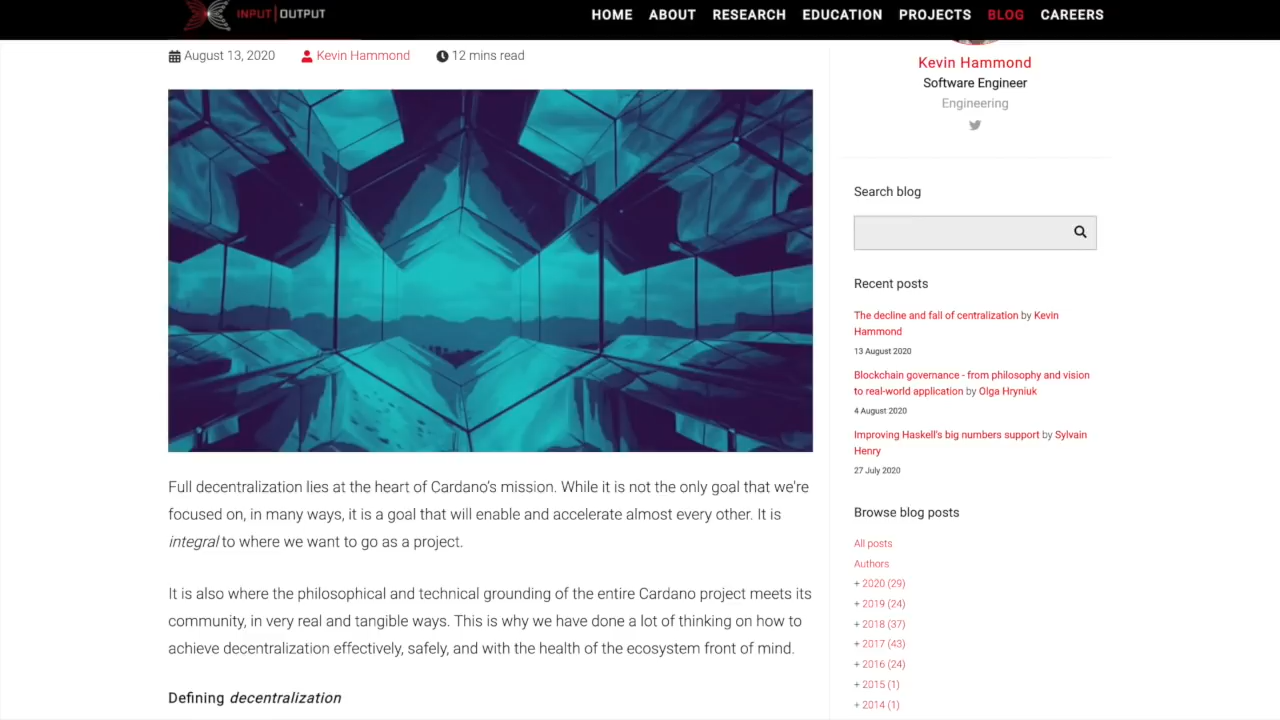 INPUT | OUTPUT
HOME ABOUT RESEARCH EDUCATION PROJECTS BLOG CAREERS
August 13, 2020 Kevin Hammond 12 mins read
Full decentralization lies at the heart of Cardano's mission. While it is not the only goal that we're
focused on, in many ways, it is a goal that will enable and accelerate almost every other. It is
integral to where we want to go as a project.
It is also where the philosophical and technical grounding of the entire Cardano project meets its
community, in very real and tangible ways. This is why we have done a lot of thinking on how to
achieve decentralization effectively, safely, and with the health of the ecosystem front of mind.
Defining decentralization
Kevin Hammond
Software Engineer
Engineering
Search blog
Recent posts
The decline and fall of centralization by Kevin
Hammond
13 August 2020
Blockchain governance - from philosophy and vision
to real-world application by Olga Hryniuk
4 August 2020
Improving Haskell's big numbers support by Sylvain
Henry
27 July 2020
Browse blog posts
All posts
Authors
+ 2020 (29)
+ 2019 (24)
+ 2018 (37)
+ 2017 (43)
+ 2016 (24)
+ 2015 (1)
+ 2014 (1)